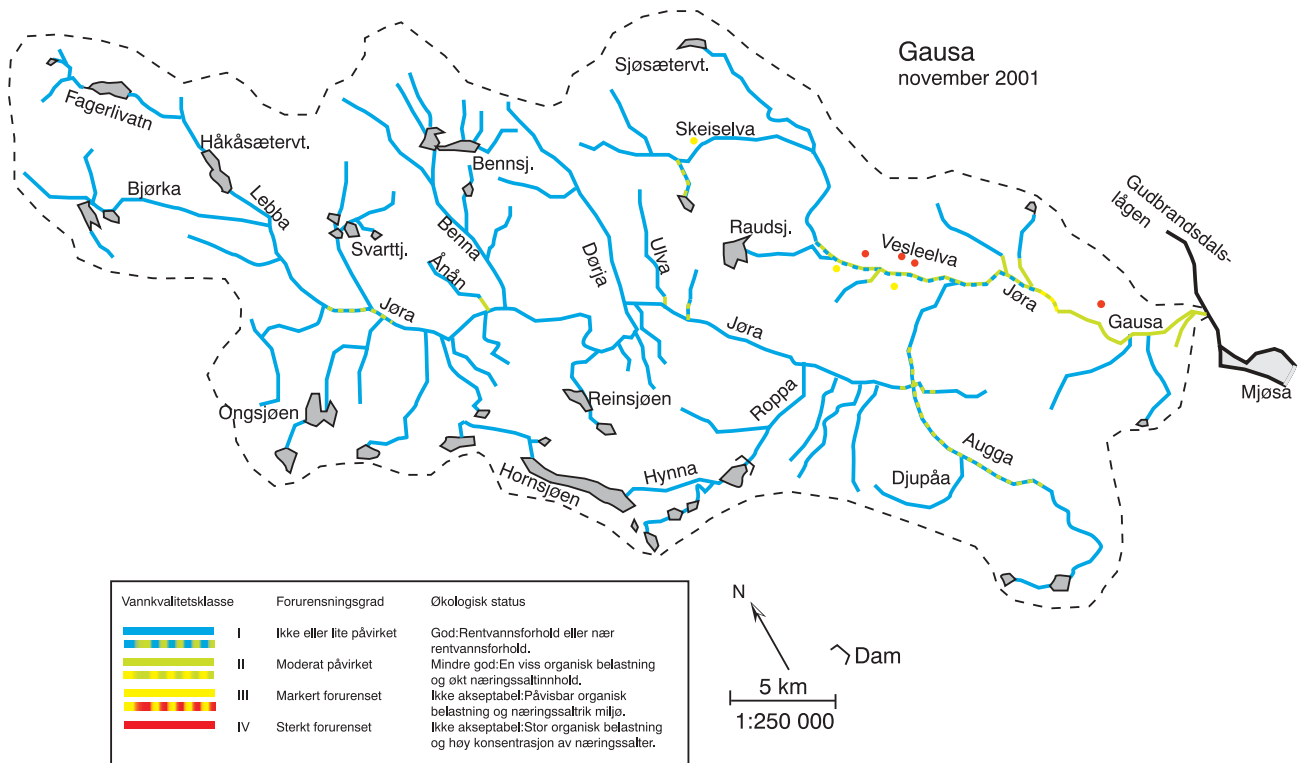 Gausa
november 2001
Sjøsætervt.
Fagerlivatn
Håkåsætervt.
Skeiselva
Bennsj.
Bjørka
Lebba
Svarttj.
Benna
Ånån
Dørja
Ulva
Raudsj.
Vesleelva
Gudbrandsdals-
lågen
Jøra
Jøra
Jøra
Gausa
Mjøsa
Ongsjøen
Reinsjøen
Roppa
Augga
Hornsjøen
Hynna
Djupåa
Vannkvalitetsklasse Forurensningsgrad Økologisk status
I Ikke eller lite påvirket God:Rentvannsforhold eller nær
rentvannsforhold.
II Moderat påvirket Mindre god:En viss organisk belastning
og økt næringssaltinnhold.
III Markert forurenset Ikke akseptabel:Påvisbar organisk
belastning og næringssaltrik miljø.
IV Sterkt forurenset Ikke akseptabel:Stor organisk belastning
og høy konsentrasjon av næringssalter.
N
Dam
5 km
1:250 000